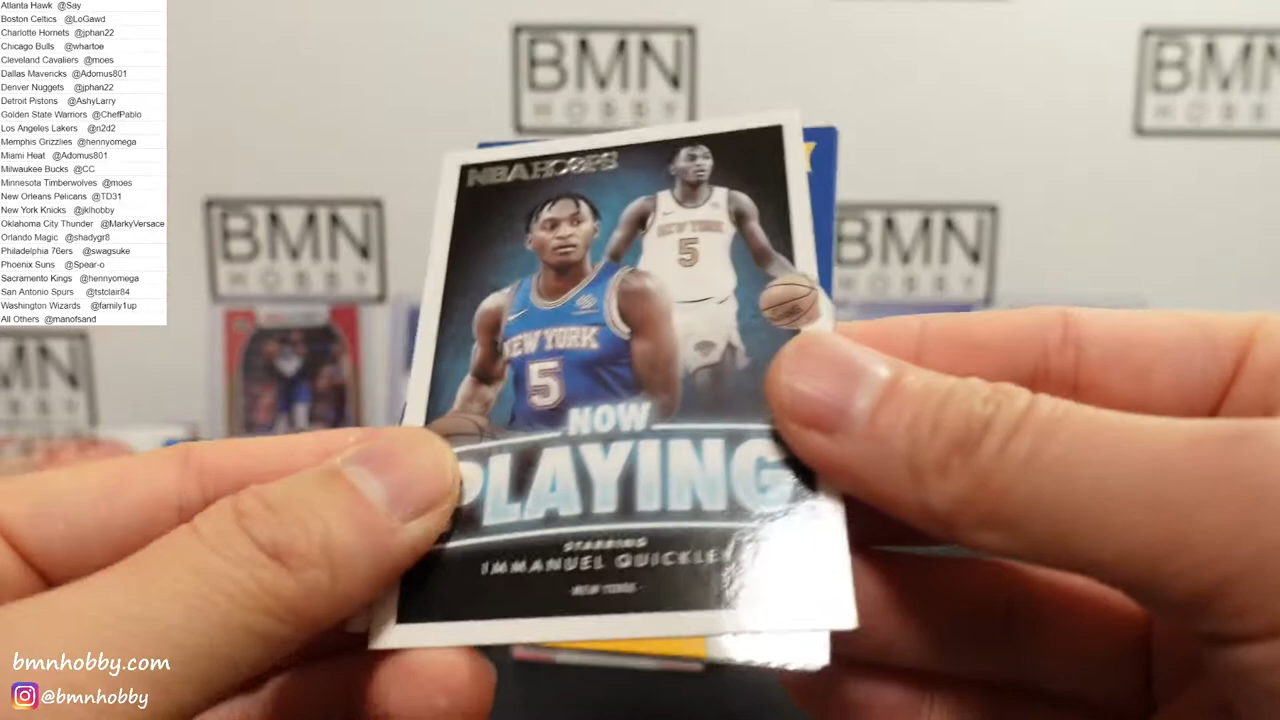 Atlanta Hawk @Say
Boston Celtics @LoGawd
Charlotte Hornets @jphan22
Chicago Bulls @whartoe
Cleveland Cavaliers @moes
Dallas Mavericks @Adomus801
Denver Nuggets @jphan22
Detroit Pistons @AshyLarry
Golden State Warriors @ChefPablo
Los Angeles Lakers @n2d2
Memphis Grizzlies @hennyomega
Miami Heat @Adomus801
Milwaukee Bucks @CC
Minnesota Timberwolves @moes
New Orleans Pelicans @TD31
New York Knicks @jklhobby
Oklahoma City Thunder @MarkyVersace
Orlando Magic @shadygr8
Philadelphia 76ers @swagsuke
Phoenix Suns @Spear-o
Sacramento Kings @hennyomega
San Antonio Spurs @tstclair84
Washington Wizards @family1up
All Others @manofsand
BMN
HOBBY
BMN
HOBBY
BMN
HOBBY
BMN
HOBBY
MN
BBY
NBA HOOPS
NEW YORK
5
NEW YORK
5
NOW
PLAYING
STARRING
IMMANUEL QUICKLE
NEW YORK
bmnhobby.com
@bmnhobby